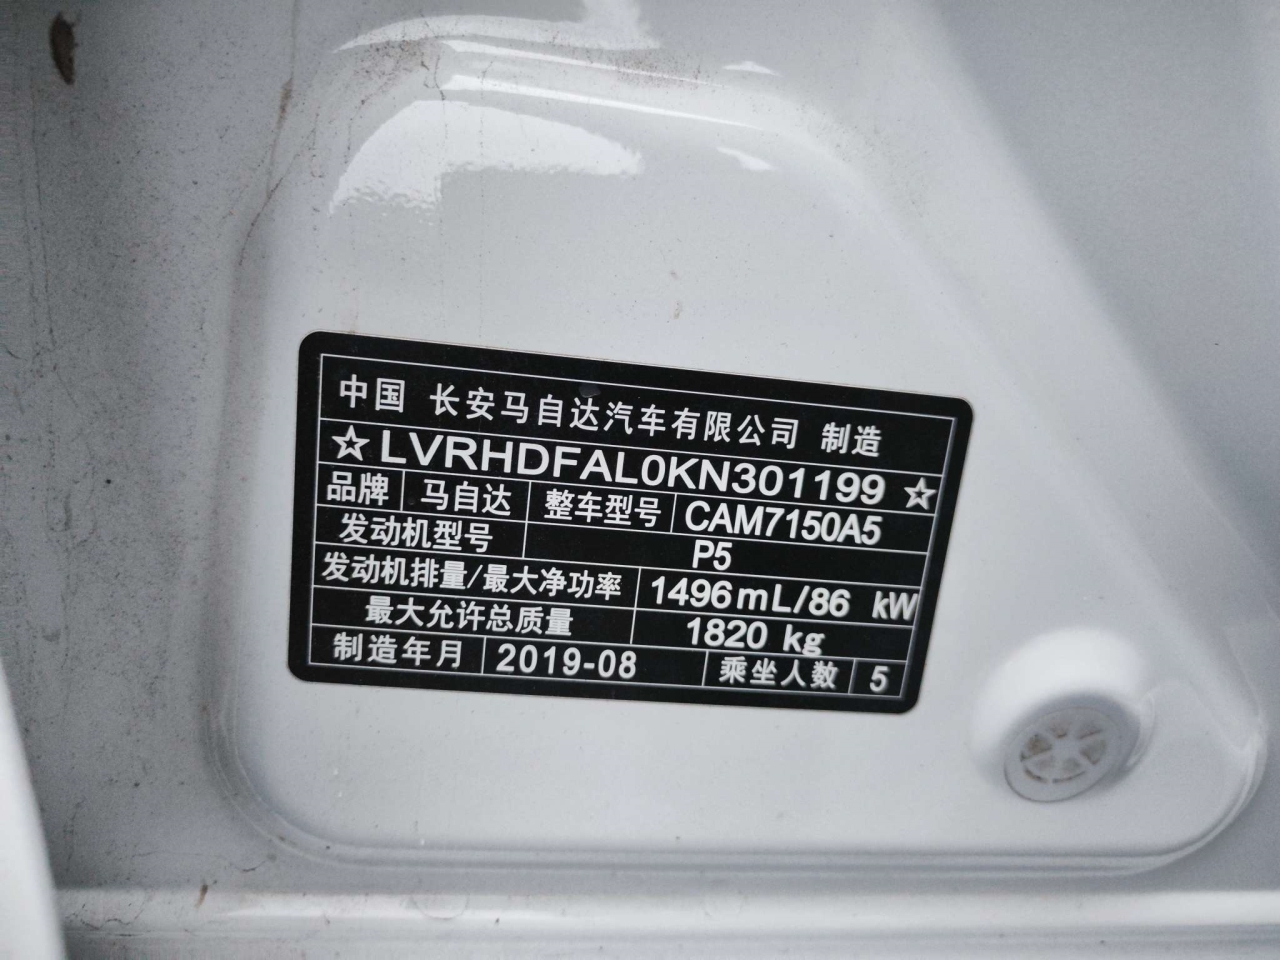 中国 长安马自达汽车有限公司 制造
☆LVRHDFAL0KN301199☆
品牌 马自达 整车型号 CAM7150A5
发动机型号 P5
发动机排量/最大净功率 1496mL/86 kW
最大允许总质量 1820 kg
制造年月 2019-08 乘坐人数 5